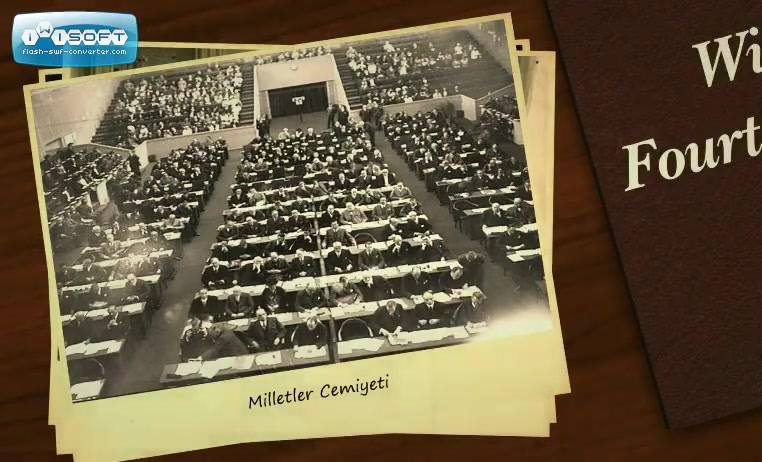 iWiSOFT
flash-swf-converter.com
Wi
Fourt
Milletler Cemiyeti